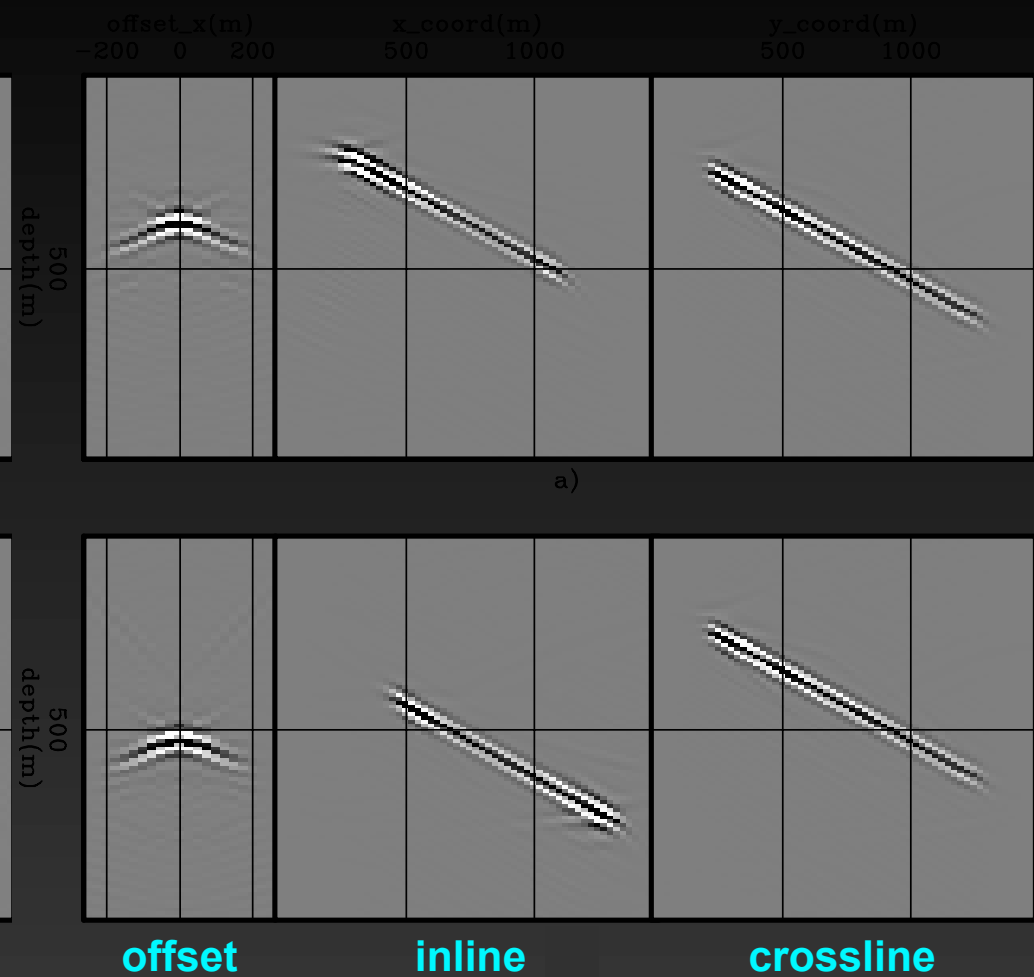 offset_x(m) x_coord(m) y_coord(m)
−200 0 200 500 1000 500 1000
depth(m)
500
a)
depth(m)
500
offset inline crossline